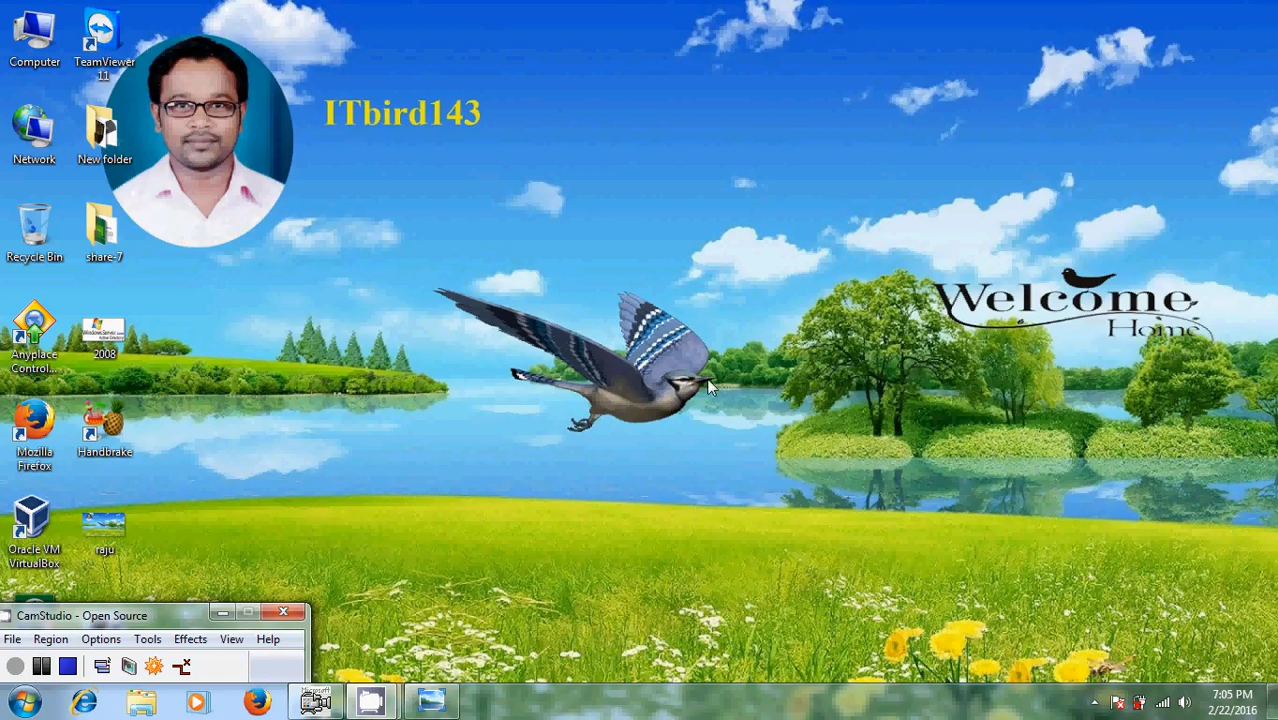 Computer
TeamViewer
11
ITbird143
Network
New folder
Recycle Bin
share-7
Welcome
Home
Anyplace
Control...
2008
Mozilla
Firefox
Handbrake
Oracle VM
VirtualBox
raju
CamStudio - Open Source
File Region Options Tools Effects View Help
Microsoft
7:05 PM
2/22/2016